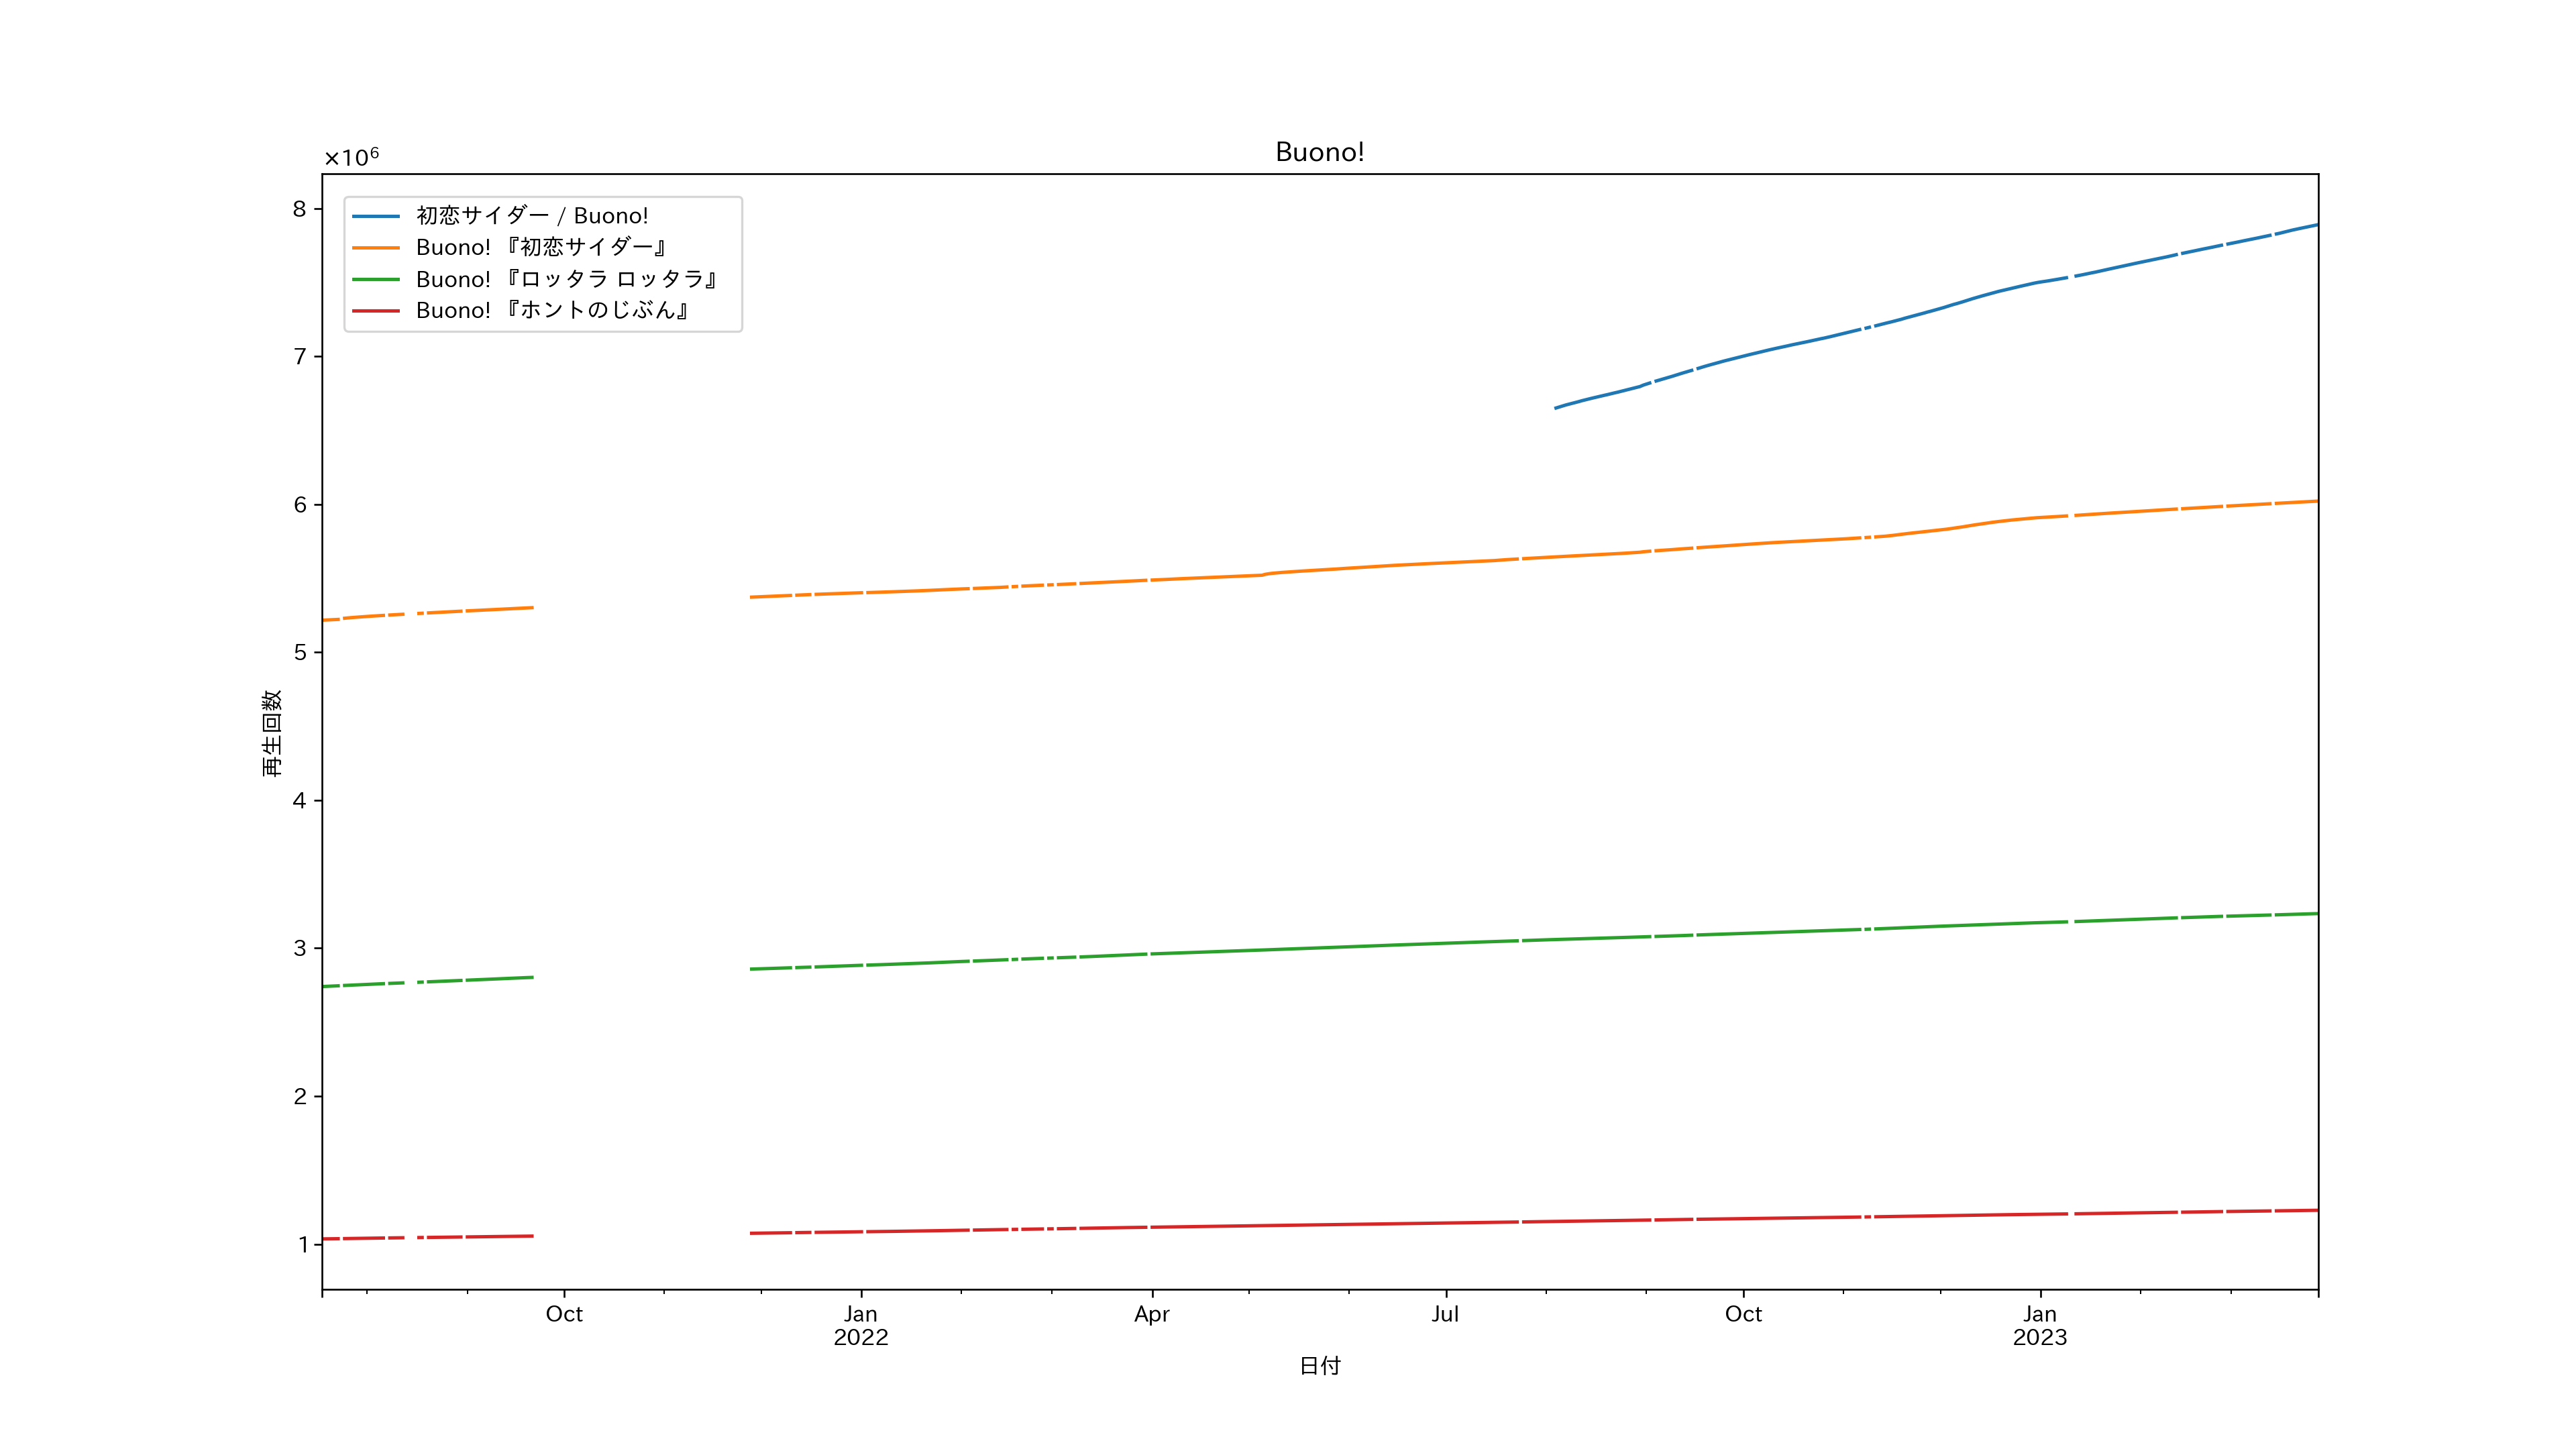 Buono!
×10⁶
初恋サイダー / Buono!
Buono! 『初恋サイダー』
Buono! 『ロッタラ ロッタラ』
Buono! 『ホントのじぶん』
8
7
6
5
4
3
2
1
再生回数
Oct
Jan
2022
Apr
Jul
Oct
Jan
2023
日付